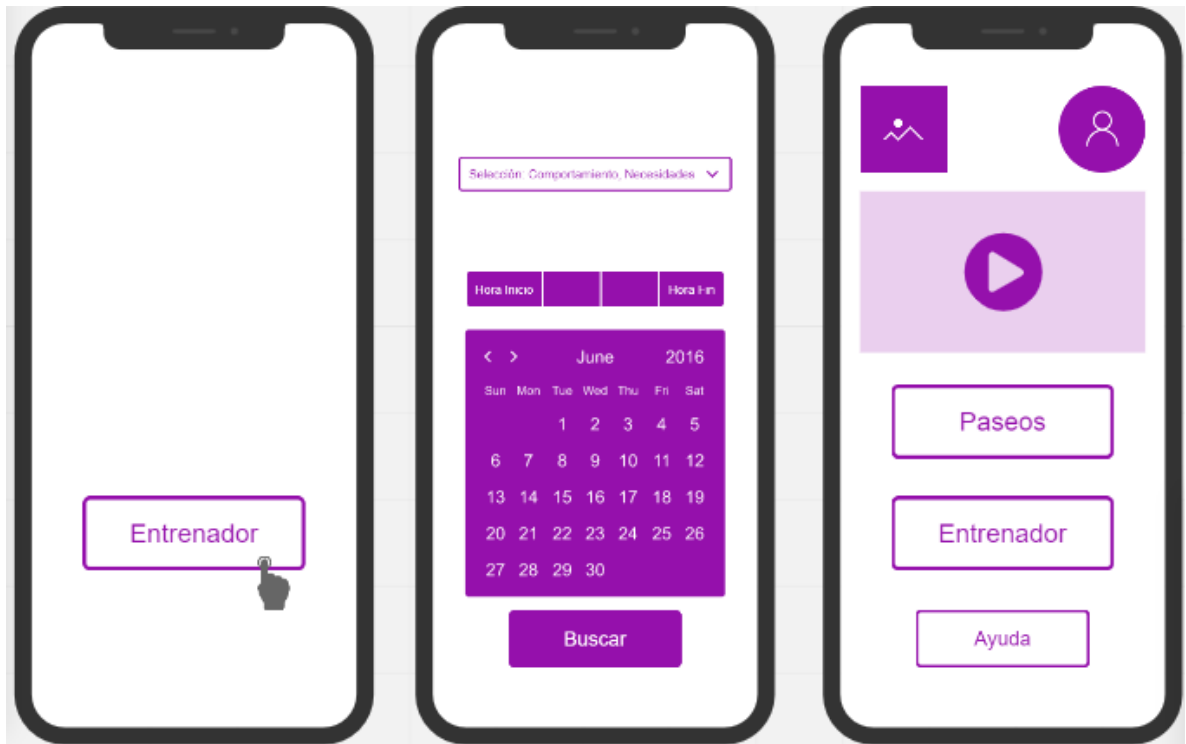 Entrenador
Selección: Comportamiento, Necesidades
Hora Inicio Hora Fin
June 2016
Sun Mon Tue Wed Thu Fri Sat
1 2 3 4 5
6 7 8 9 10 11 12
13 14 15 16 17 18 19
20 21 22 23 24 25 26
27 28 29 30
Buscar
Paseos
Entrenador
Ayuda